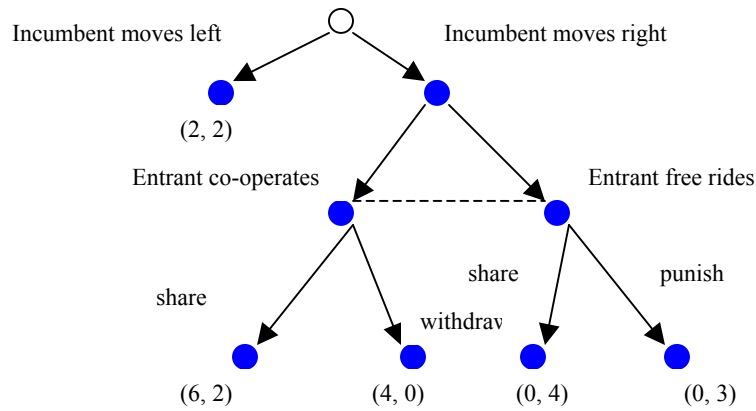 Incumbent moves left
Incumbent moves right
(2, 2)
Entrant co-operates
Entrant free rides
share
withdrav
share
punish
(6, 2)
(4, 0)
(0, 4)
(0, 3)